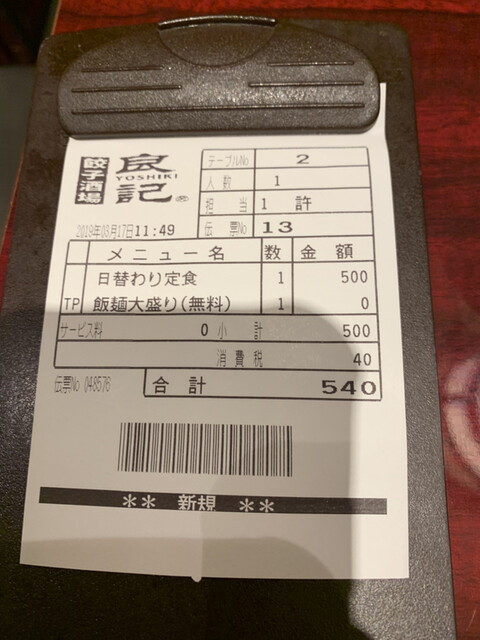 餃子酒場
良記
YOSHIKI
®
テーブルNo 2
人数 1
担当 1 許
2019年03月17日11:49
伝票No 13
メニュー名 数 金額
日替わり定食 1 500
TP 飯麺大盛り(無料) 1 0
サービス料 0 小計 500
消費税 40
伝票No 048576
合計 540
** 新規 **